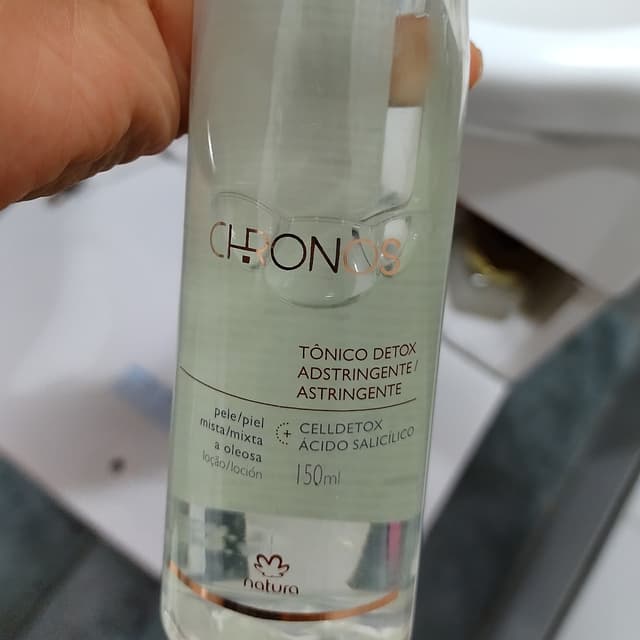 CHRONOS
TÔNICO DETOX
ADSTRINGENTE/
ASTRINGENTE
pele/piel
mista/mixta
a oleosa
loção/loción
+ CELLDETOX
ÁCIDO SALICÍLICO
150ml
natura